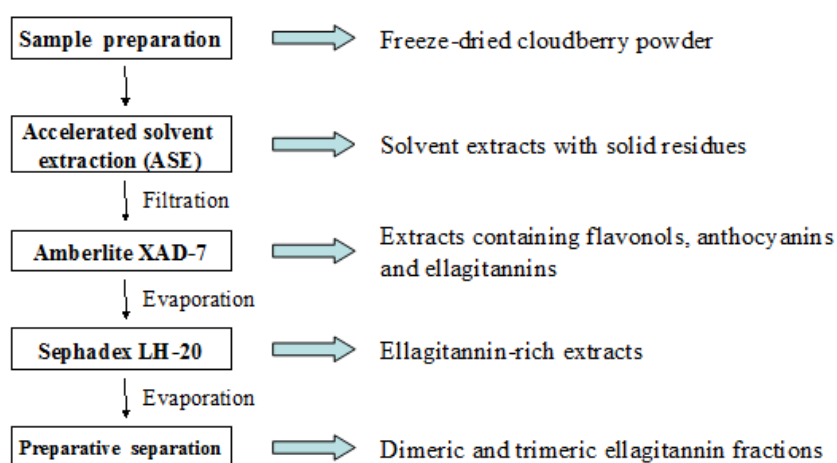 Sample preparation
Freeze-dried cloudberry powder
Accelerated solvent
extraction (ASE)
Solvent extracts with solid residues
Filtration
Amberlite XAD-7
Extracts containing flavonols, anthocyanins
and ellagitannins
Evaporation
Sephadex LH-20
Ellagitannin-rich extracts
Evaporation
Preparative separation
Dimeric and trimeric ellagitannin fractions